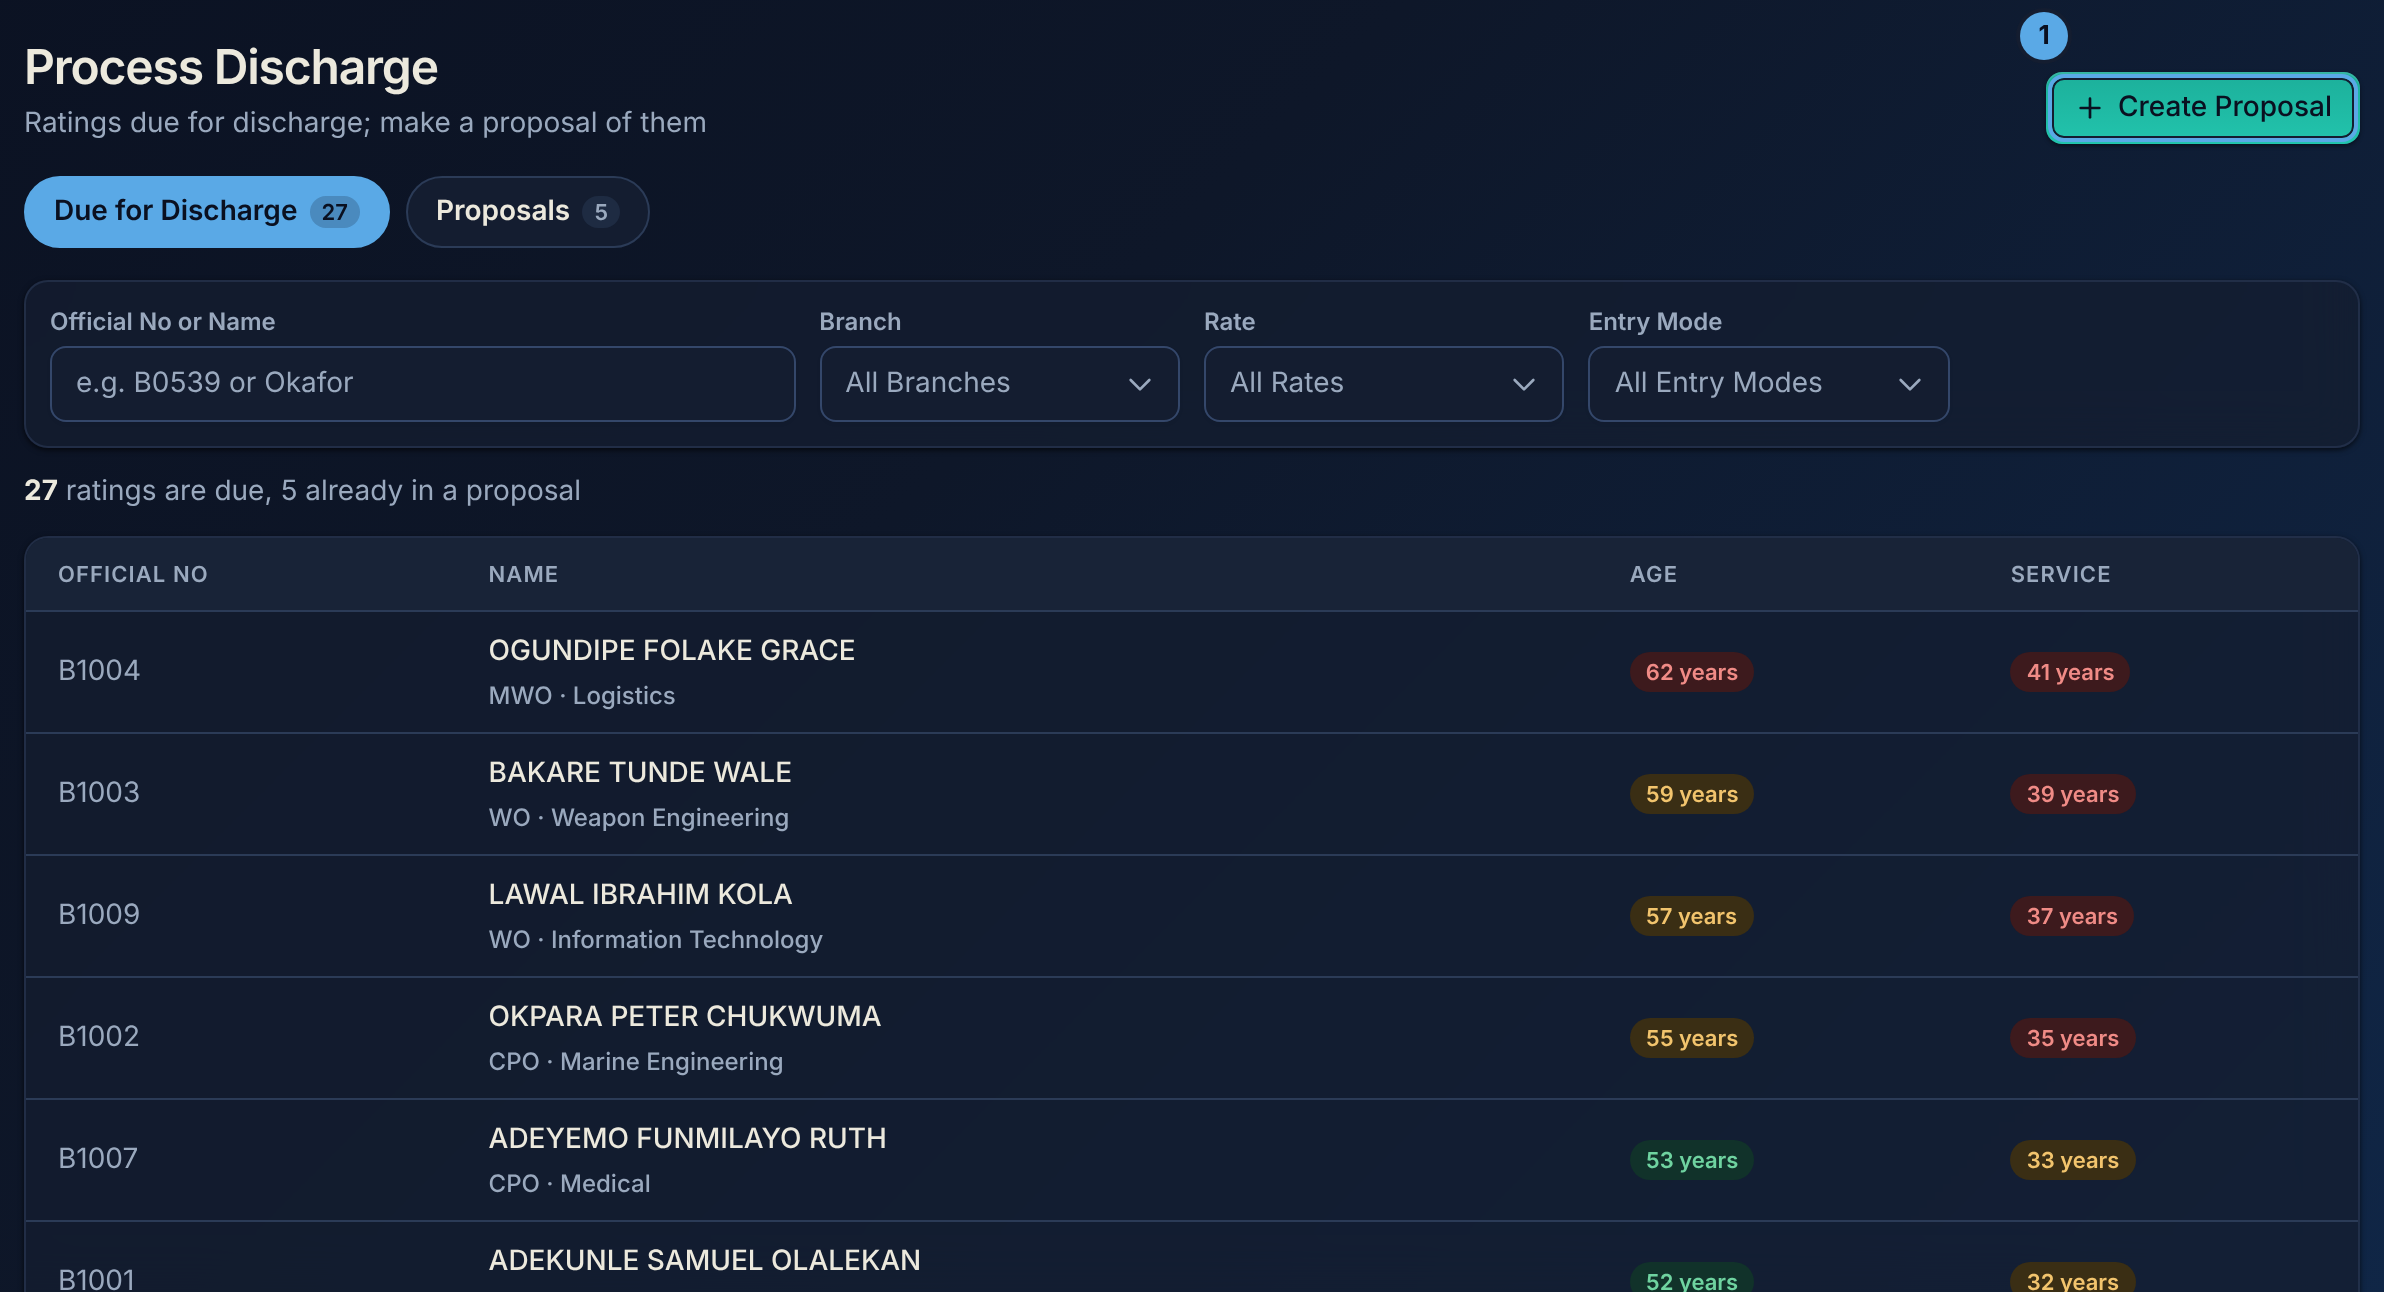 1
Process Discharge
Ratings due for discharge; make a proposal of them
+ Create Proposal
Due for Discharge 27
Proposals 5
Official No or Name
Branch
Rate
Entry Mode
e.g. B0539 or Okafor
All Branches
All Rates
All Entry Modes
27 ratings are due, 5 already in a proposal
OFFICIAL NO NAME AGE SERVICE
B1004 OGUNDIPE FOLAKE GRACE 62 years 41 years
MWO · Logistics
B1003 BAKARE TUNDE WALE 59 years 39 years
WO · Weapon Engineering
B1009 LAWAL IBRAHIM KOLA 57 years 37 years
WO · Information Technology
B1002 OKPARA PETER CHUKWUMA 55 years 35 years
CPO · Marine Engineering
B1007 ADEYEMO FUNMILAYO RUTH 53 years 33 years
CPO · Medical
B1001 ADEKUNLE SAMUEL OLALEKAN 52 years 32 years